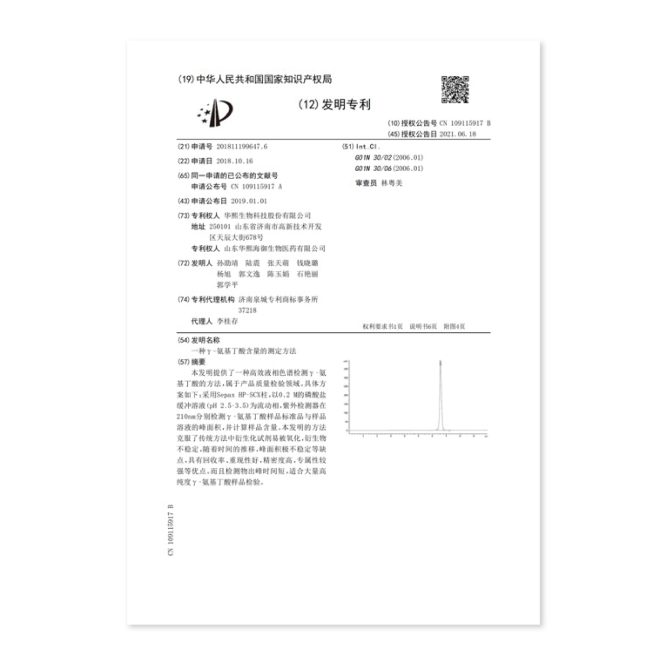 (19)中华人民共和国国家知识产权局
(12)发明专利
(10)授权公告号 CN 109115917 B
(45)授权公告日 2021.06.18
(21)申请号 201811199647.6
(22)申请日 2018.10.16
(65)同一申请的已公布的文献号
申请公布号 CN 109115917 A
(43)申请公布日 2019.01.01
(73)专利权人 华熙生物科技股份有限公司
地址 250101 山东省济南市高新技术开发
区天辰大街678号
专利权人 山东华熙海御生物医药有限公司
(72)发明人 孙勋靖 陆震 张天萌 钱晓璐
杨旭 郭文逸 陈玉娟 石艳丽
郭学平
(74)专利代理机构 济南泉城专利商标事务所
37218
代理人 李桂存
(51)Int.Cl.
G01N 30/02(2006.01)
G01N 30/06(2006.01)
审查员 林粤美
权利要求书1页 说明书6页 附图4页
(54)发明名称
一种γ-氨基丁酸含量的测定方法
(57)摘要
本发明提供了一种高效液相色谱检测γ-氨
基丁酸的方法,属于产品质量检验领域,具体方
案如下:采用Sepax HP-SCX柱,以0.2 M的磷酸盐
缓冲溶液(pH 2.5-3.5)为流动相,紫外检测器在
210nm分别检测γ-氨基丁酸样品标准品与样品
溶液的峰面积,并计算样品含量。本发明的方法
克服了传统方法中衍生化试剂易被氧化,衍生物
不稳定,随着时间的推移,峰面积极不稳定等缺
点,具有回收率、重现性好,精密度高,专属性较
强等优点,而且检测物出峰时间短,适合大量高
纯度γ-氨基丁酸样品检验。
CN 109115917 B